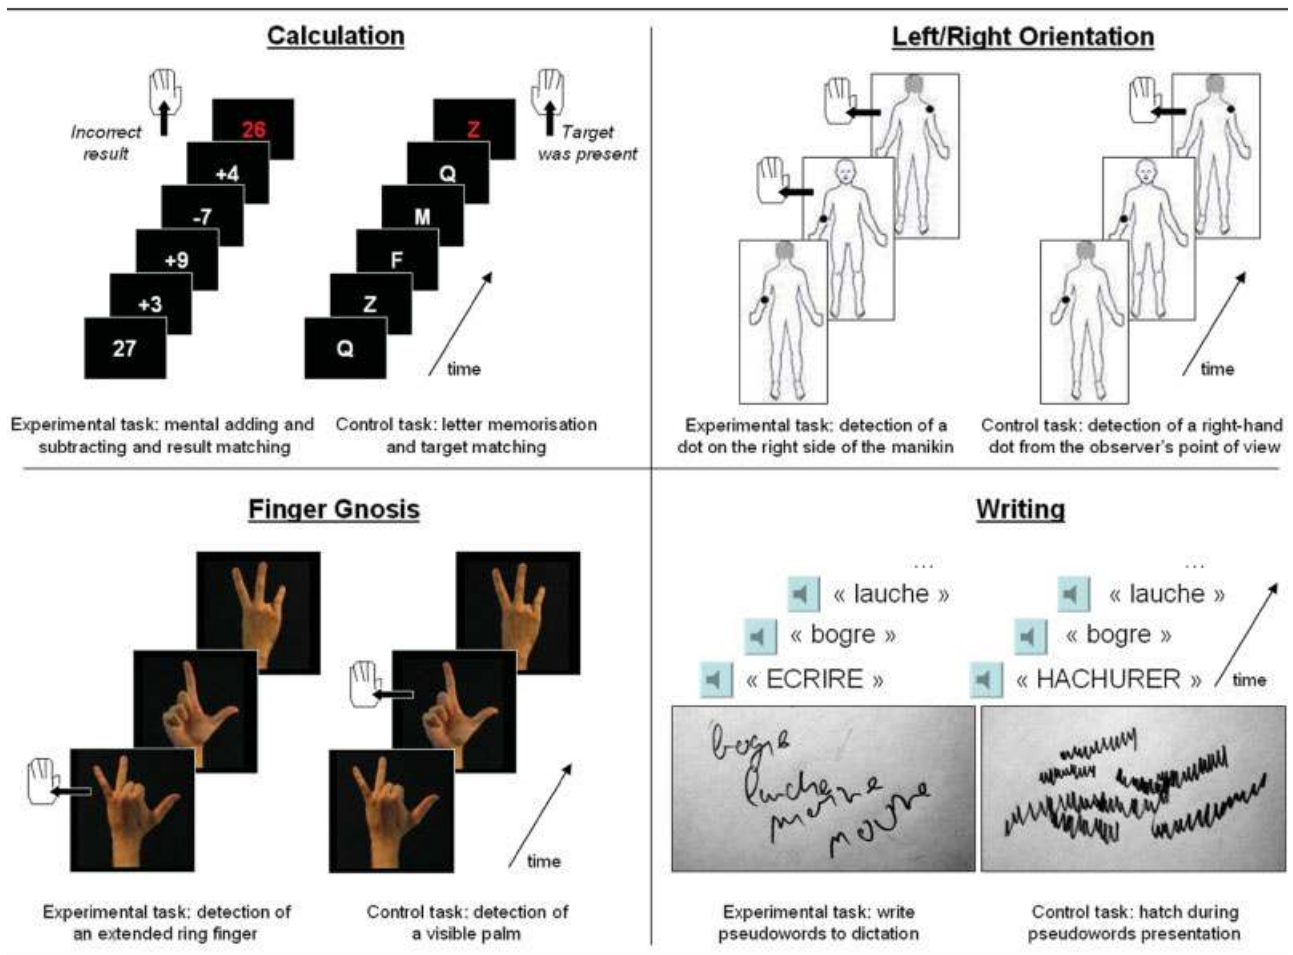 Calculation
Incorrect
result
26
+4
-7
+9
+3
27
Z
Q
M
F
Z
Q
Target
was present
time
Experimental task: mental adding and
subtracting and result matching
Control task: letter memorisation
and target matching
Left/Right Orientation
time
Experimental task: detection of a
dot on the right side of the manikin
Control task: detection of a right-hand
dot from the observer's point of view
Finger Gnosis
time
Experimental task: detection of
an extended ring finger
Control task: detection of
a visible palm
Writing
...
« lauche »
« bogre »
« ECRIRE »
...
« lauche »
« bogre »
« HACHURER »
time
Experimental task: write
pseudowords to dictation
Control task: hatch during
pseudowords presentation